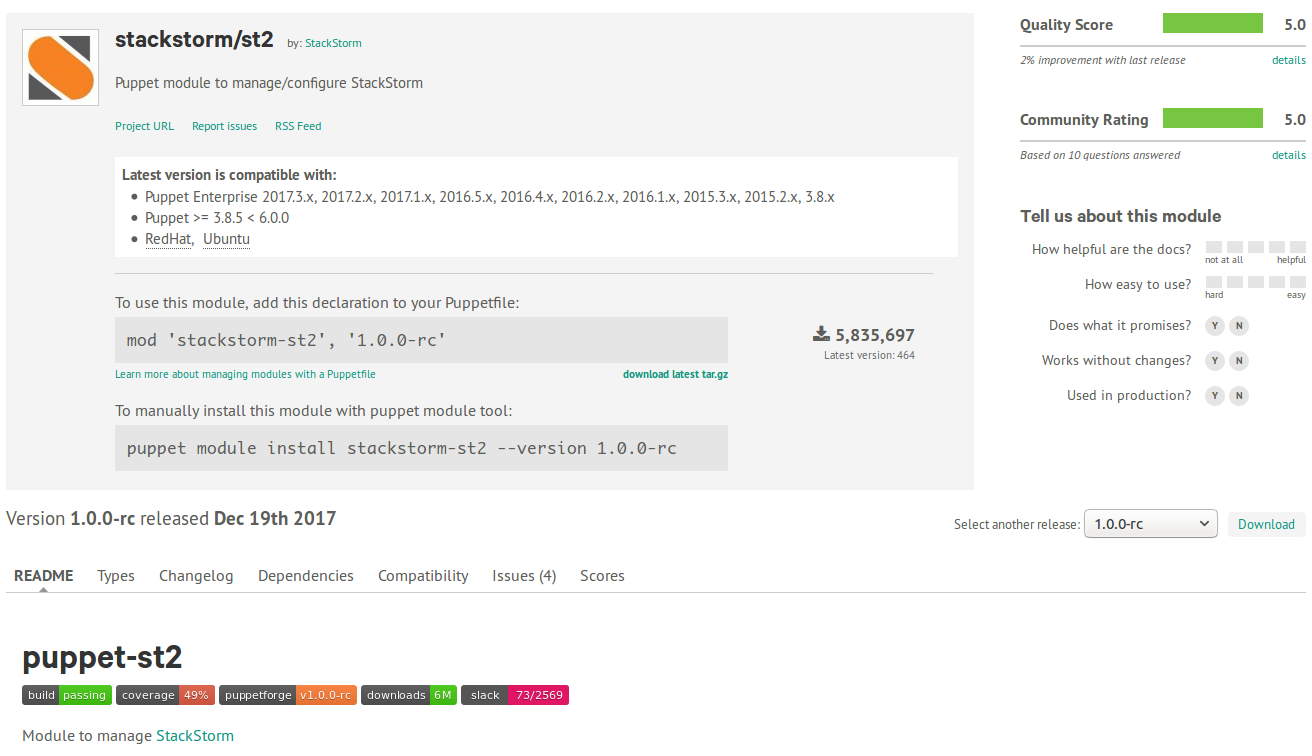 stackstorm/st2 by: StackStorm
Puppet module to manage/configure StackStorm
Project URL Report issues RSS Feed
Latest version is compatible with:
• Puppet Enterprise 2017.3.x, 2017.2.x, 2017.1.x, 2016.5.x, 2016.4.x, 2016.2.x, 2016.1.x, 2015.3.x, 2015.2.x, 3.8.x
• Puppet >= 3.8.5 < 6.0.0
• RedHat, Ubuntu
To use this module, add this declaration to your Puppetfile:
mod 'stackstorm-st2', '1.0.0-rc'
Learn more about managing modules with a Puppetfile download latest tar.gz
5,835,697
Latest version: 464
To manually install this module with puppet module tool:
puppet module install stackstorm-st2 --version 1.0.0-rc
Quality Score 5.0
2% improvement with last release details
Community Rating 5.0
Based on 10 questions answered details
Tell us about this module
How helpful are the docs?
not at all helpful
How easy to use?
hard easy
Does what it promises? Y N
Works without changes? Y N
Used in production? Y N
Version 1.0.0-rc released Dec 19th 2017
Select another release: 1.0.0-rc Download
README Types Changelog Dependencies Compatibility Issues (4) Scores
puppet-st2
build passing coverage 49% puppetforge v1.0.0-rc downloads 6M slack 73/2569
Module to manage StackStorm